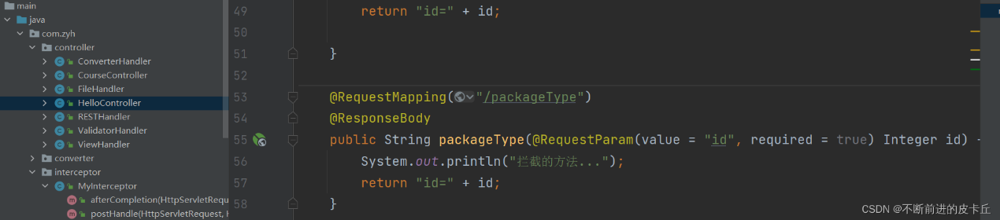 main
java
com.zyh
controller
ConverterHandler
CourseController
FileHandler
HelloController
RESTHandler
ValidatorHandler
ViewHandler
converter
interceptor
MyInterceptor
afterCompletion(HttpServletRequ
postHandle(HttpServletRequest, H
49 return "id=" + id;
50
51 }
52
53 @RequestMapping("/packageType")
54 @ResponseBody
55 public String packageType(@RequestParam(value = "id", required = true) Integer id)
56 System.out.println("拦截的方法...");
57 return "id=" + id;
58 }
CSDN @不断前进的皮卡丘